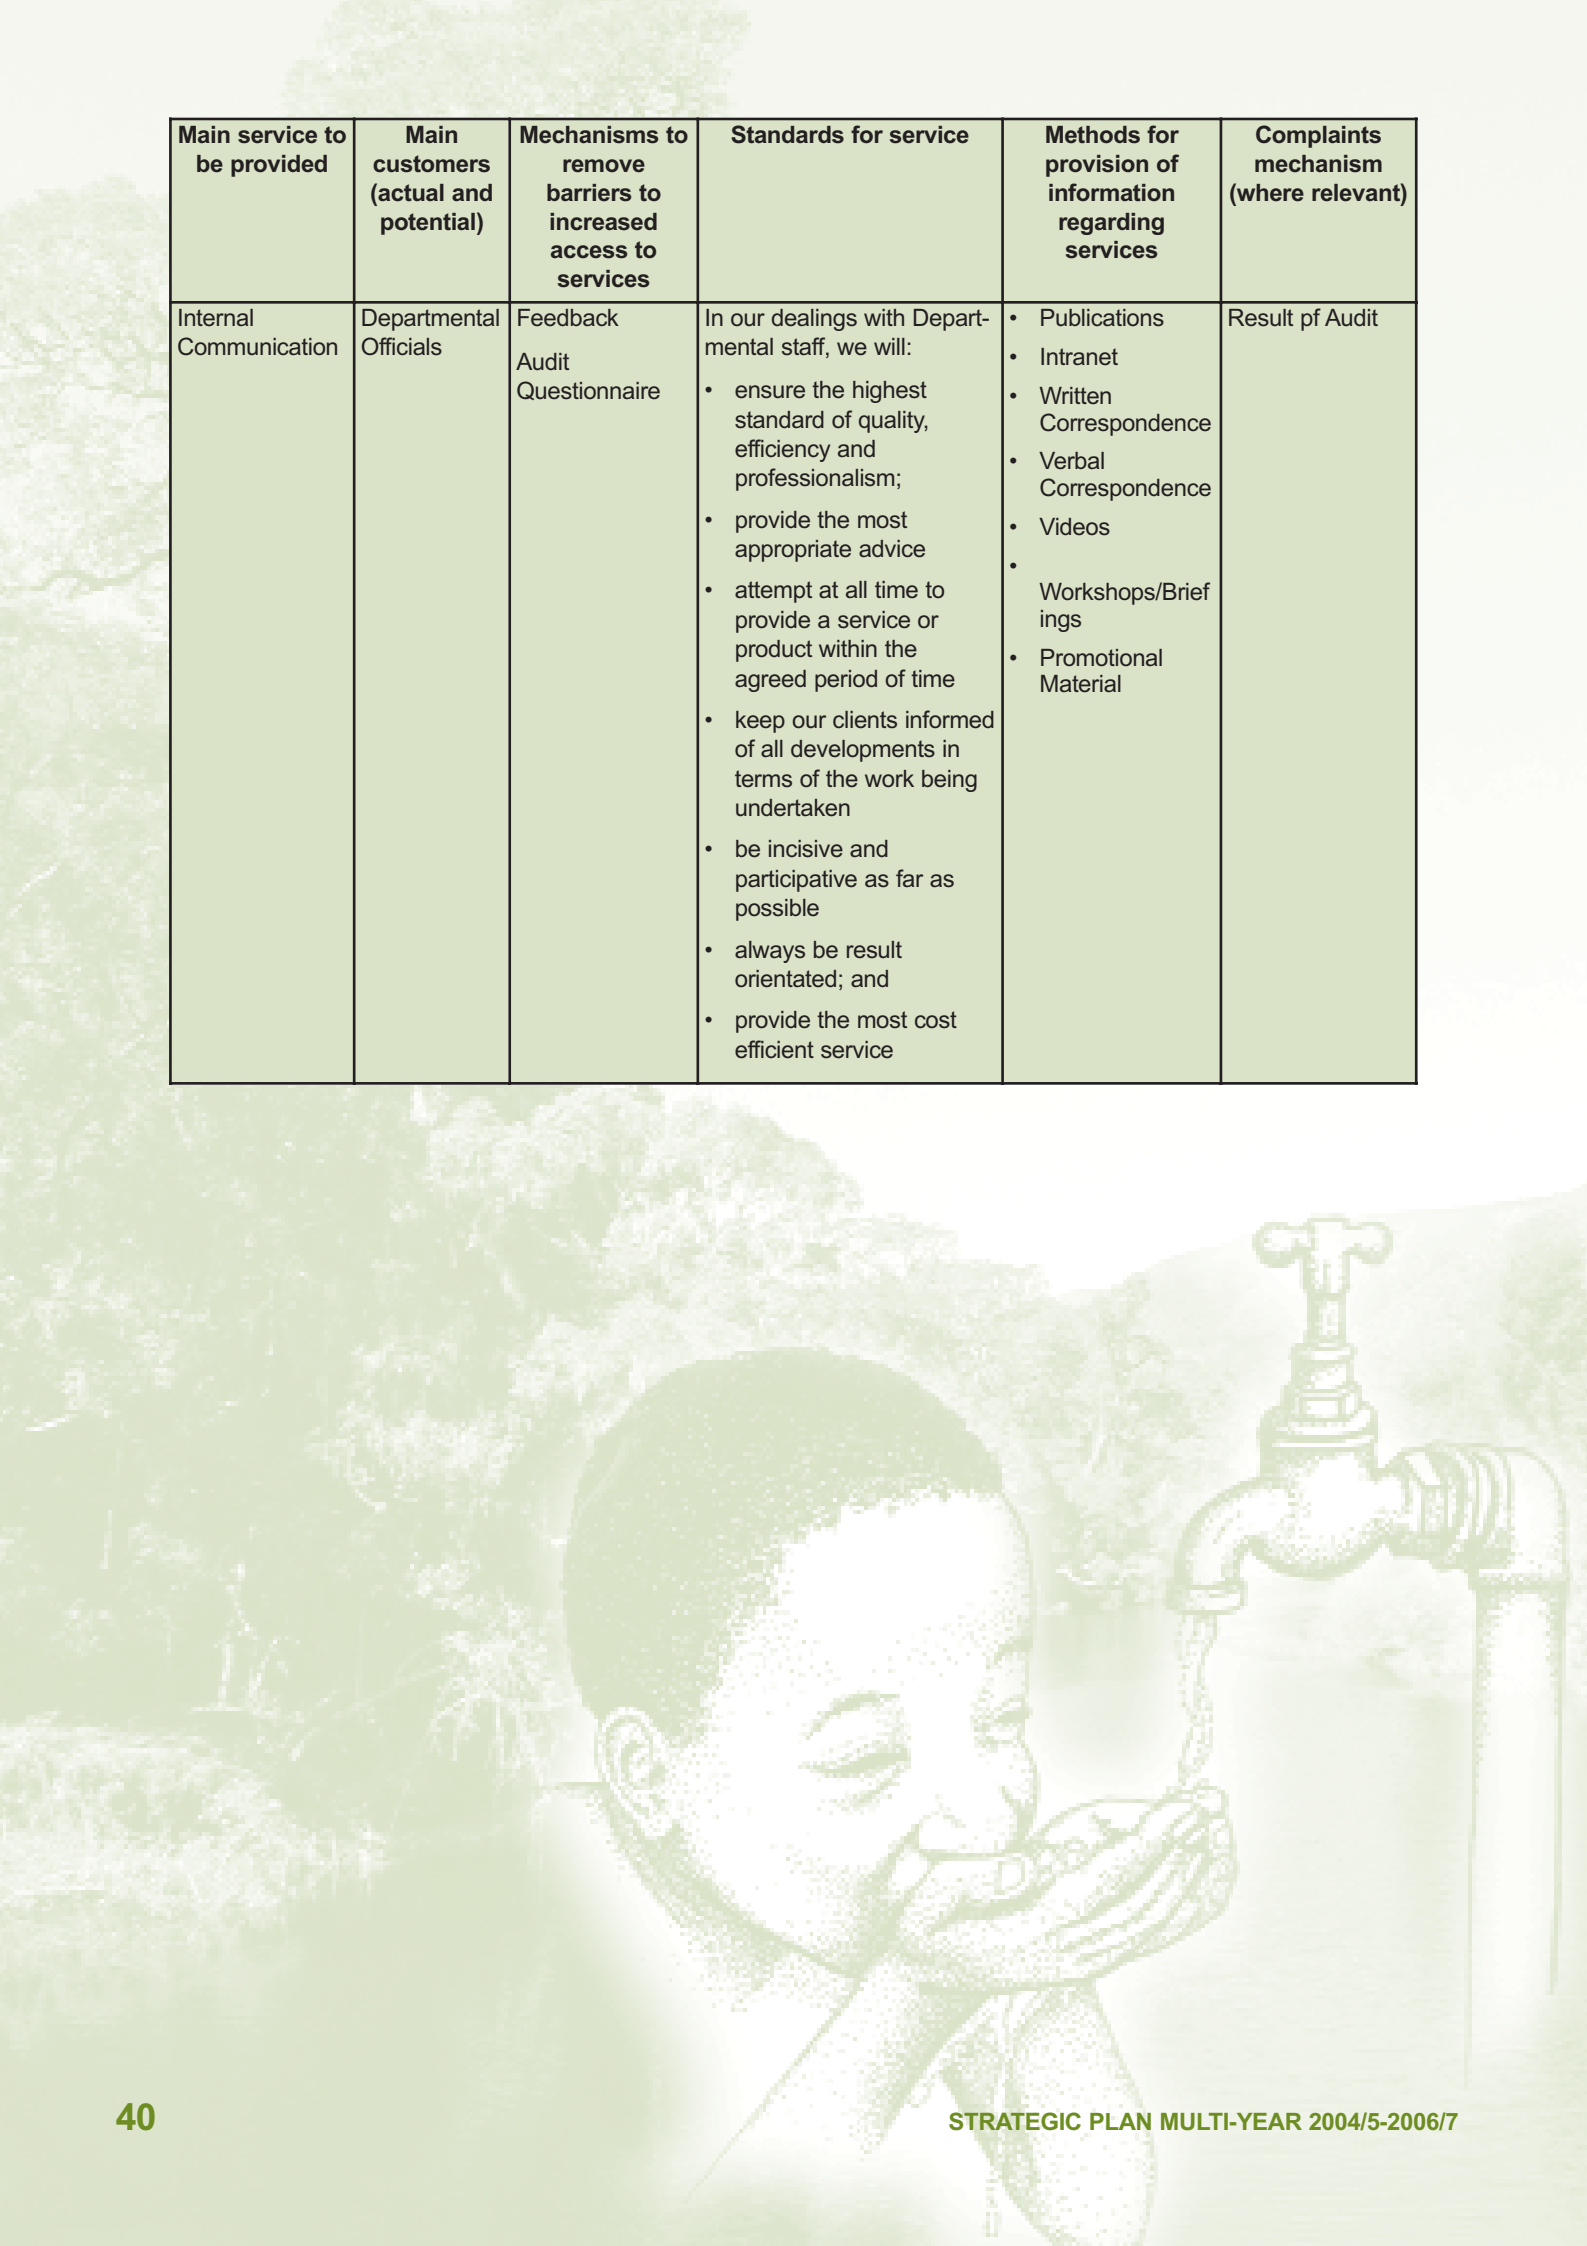 Main service to
be provided
Main
customers
(actual and
potential)
Mechanisms to
remove
barriers to
increased
access to
services
Standards for service
Methods for
provision of
information
regarding
services
Complaints
mechanism
(where relevant)
Internal
Communication
Departmental
Officials
Feedback
Audit
Questionnaire
In our dealings with Depart-
mental staff, we will:
• ensure the highest
standard of quality,
efficiency and
professionalism;
• provide the most
appropriate advice
• attempt at all time to
provide a service or
product within the
agreed period of time
• keep our clients informed
of all developments in
terms of the work being
undertaken
• be incisive and
participative as far as
possible
• always be result
orientated; and
• provide the most cost
efficient service
• Publications
• Intranet
• Written
Correspondence
• Verbal
Correspondence
• Videos
•
Workshops/Brief
ings
• Promotional
Material
Result pf Audit
40
STRATEGIC PLAN MULTI-YEAR 2004/5-2006/7